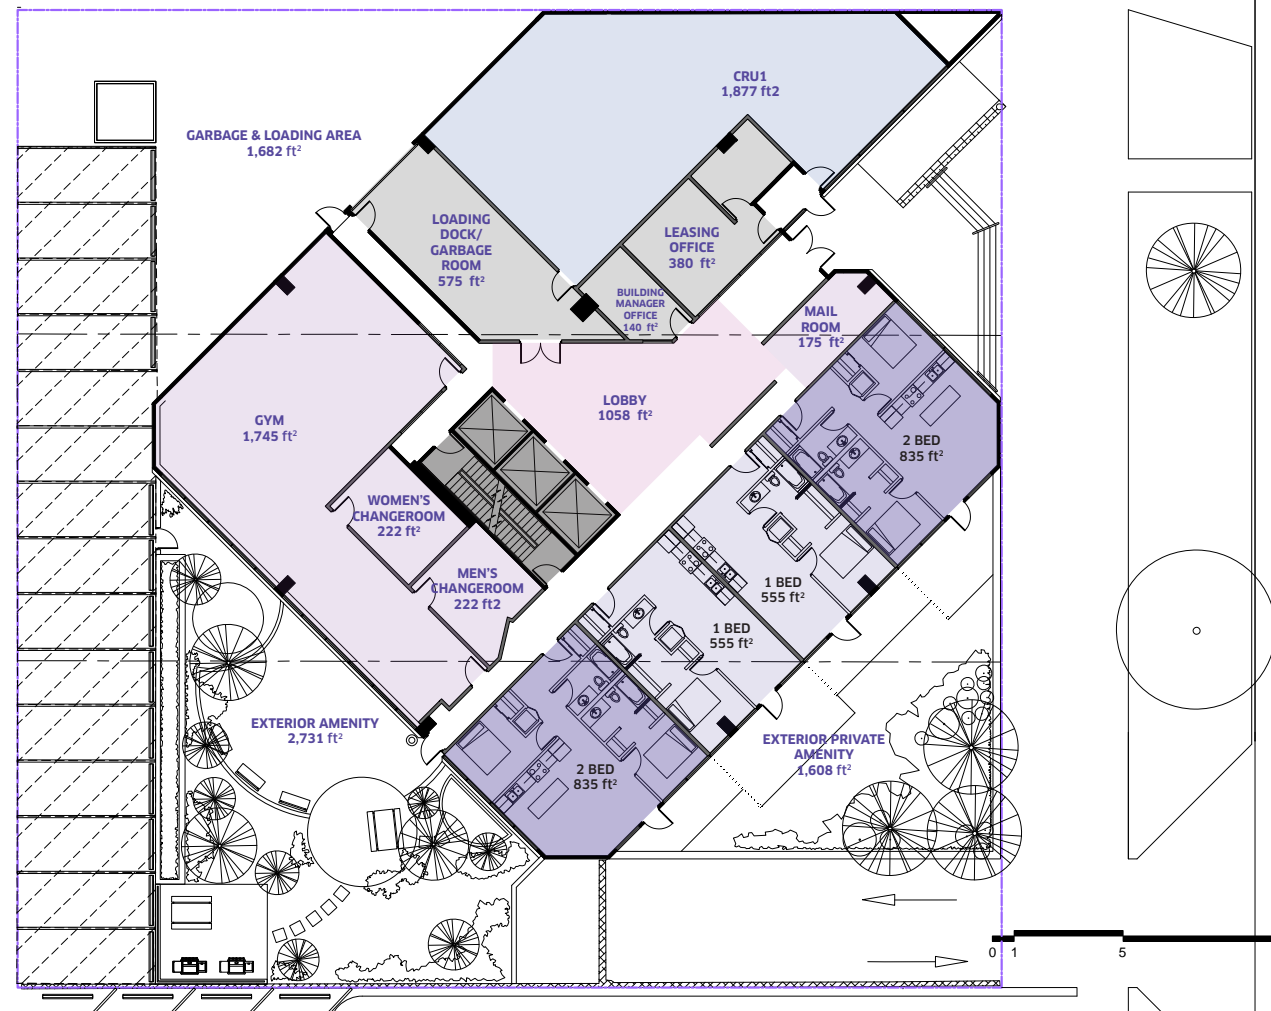 CRU1
1,877 ft2
GARBAGE & LOADING AREA
1,682 ft²
LOADING
DOCK/
GARBAGE
ROOM
575 ft²
LEASING
OFFICE
380 ft²
BUILDING
MANAGER
OFFICE
140 ft²
MAIL
ROOM
175 ft²
LOBBY
1058 ft²
GYM
1,745 ft²
2 BED
835 ft²
WOMEN'S
CHANGEROOM
222 ft²
MEN'S
CHANGEROOM
222 ft2
1 BED
555 ft²
1 BED
555 ft²
EXTERIOR AMENITY
2,731 ft²
EXTERIOR PRIVATE
AMENITY
1,608 ft²
2 BED
835 ft²
0 1 5